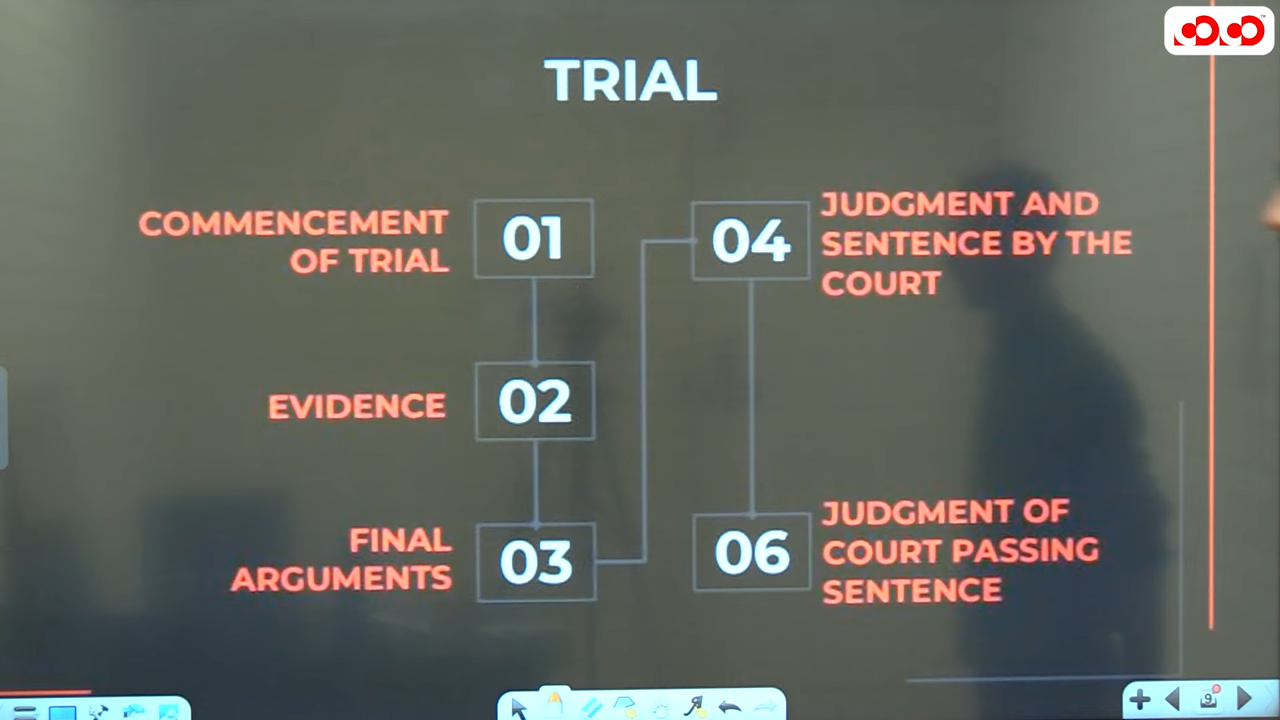 TRIAL
COMMENCEMENT
OF TRIAL
01
EVIDENCE
02
FINAL
ARGUMENTS
03
04
JUDGMENT AND
SENTENCE BY THE
COURT
06
JUDGMENT OF
COURT PASSING
SENTENCE
9